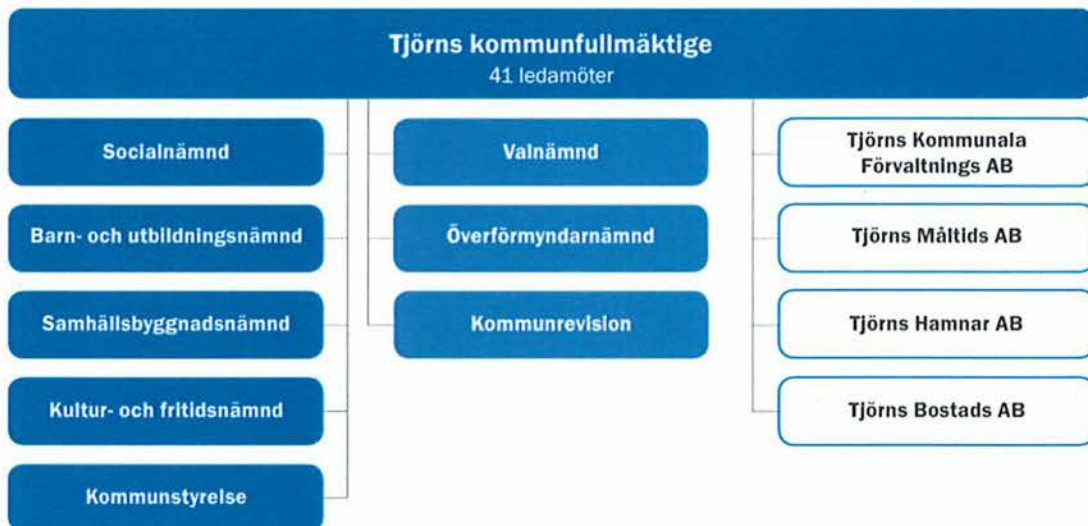 Tjörns kommunfullmäktige
41 ledamöter
Socialnämnd
Barn- och utbildningsnämnd
Samhällsbyggnadsnämnd
Kultur- och fritidsnämnd
Kommunstyrelse
Valnämnd
Överförmyndarnämnd
Kommunrevision
Tjörns Kommunala
Förvaltnings AB
Tjörns Måltids AB
Tjörns Hamnar AB
Tjörns Bostads AB